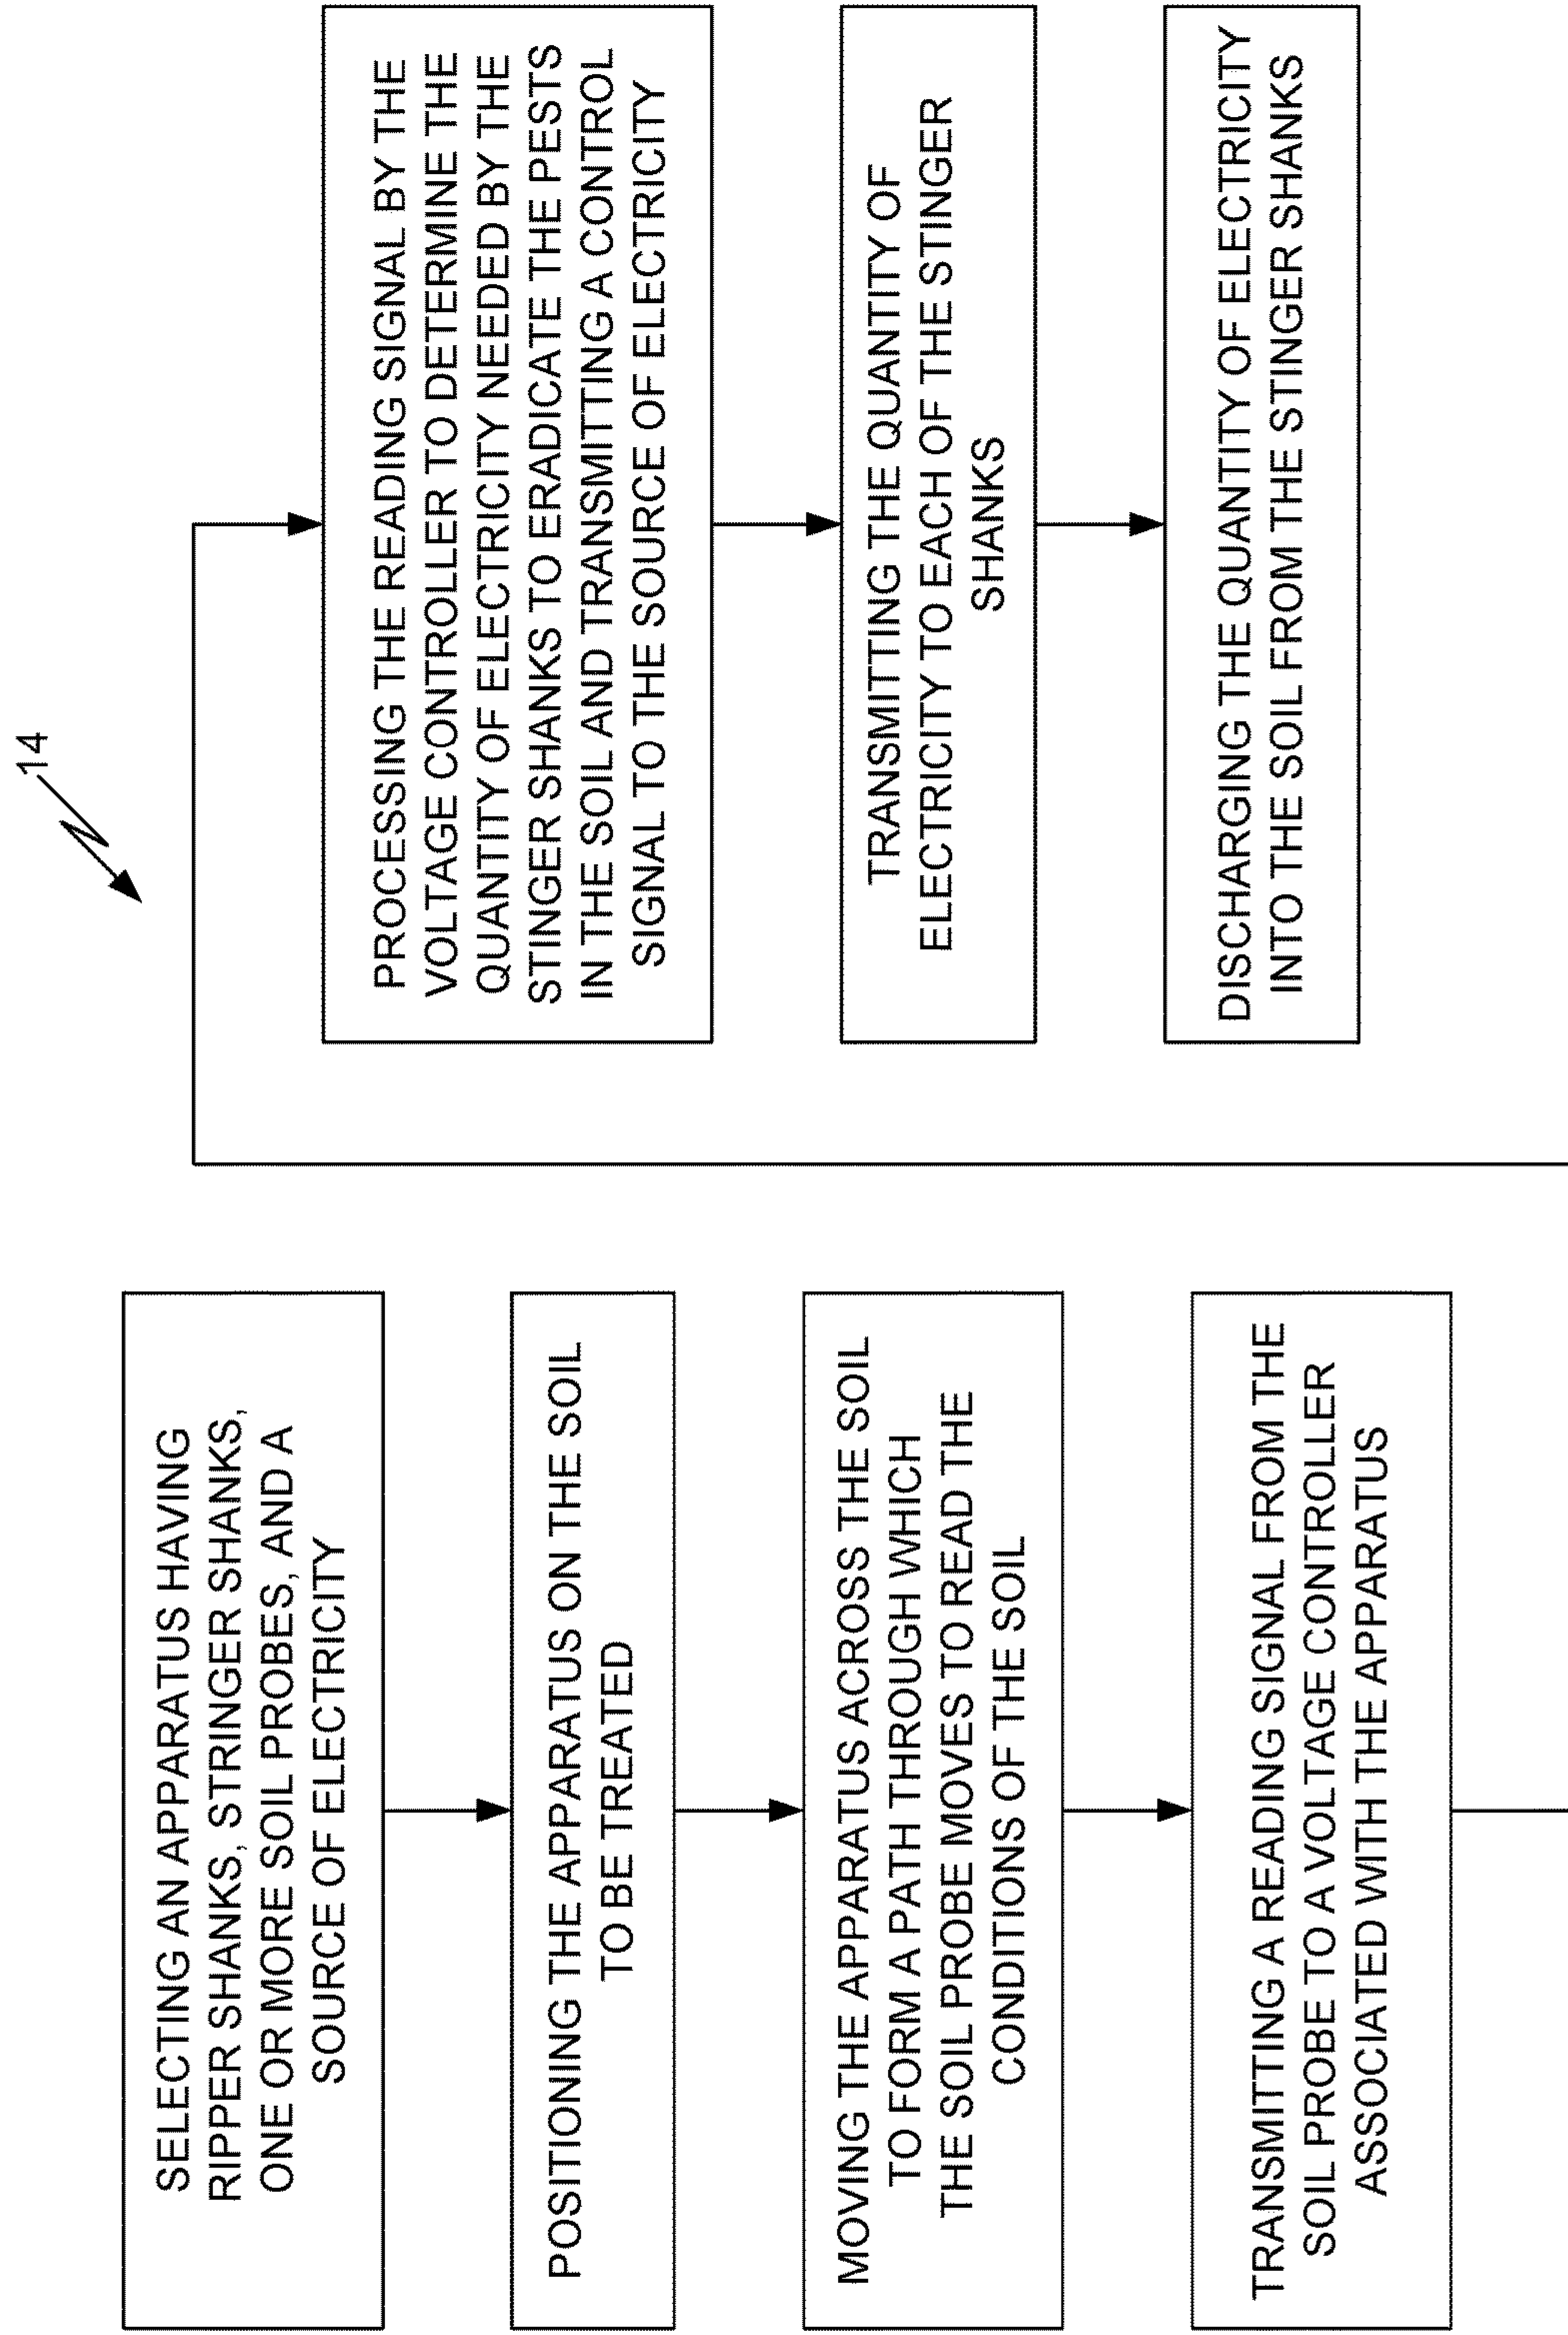 14
SELECTING AN APPARATUS HAVING
RIPPER SHANKS, STRINGER SHANKS,
ONE OR MORE SOIL PROBES, AND A
SOURCE OF ELECTRICITY
POSITIONING THE APPARATUS ON THE SOIL
TO BE TREATED
MOVING THE APPARATUS ACROSS THE SOIL
TO FORM A PATH THROUGH WHICH
THE SOIL PROBE MOVES TO READ THE
CONDITIONS OF THE SOIL
TRANSMITTING A READING SIGNAL FROM THE
SOIL PROBE TO A VOLTAGE CONTROLLER
ASSOCIATED WITH THE APPARATUS
PROCESSING THE READING SIGNAL BY THE
VOLTAGE CONTROLLER TO DETERMINE THE
QUANTITY OF ELECTRICITY NEEDED BY THE
STINGER SHANKS TO ERADICATE THE PESTS
IN THE SOIL AND TRANSMITTING A CONTROL
SIGNAL TO THE SOURCE OF ELECTRICITY
TRANSMITTING THE QUANTITY OF
ELECTRICITY TO EACH OF THE STINGER
SHANKS
DISCHARGING THE QUANTITY OF ELECTRICITY
INTO THE SOIL FROM THE STINGER SHANKS